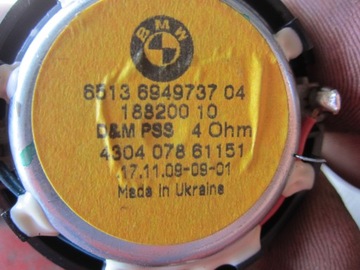 BMW
6513 6949737 04
188200 10
D&M PSS 4 Ohm
4304 078 61151
17.11.09-09-01
Made in Ukraine